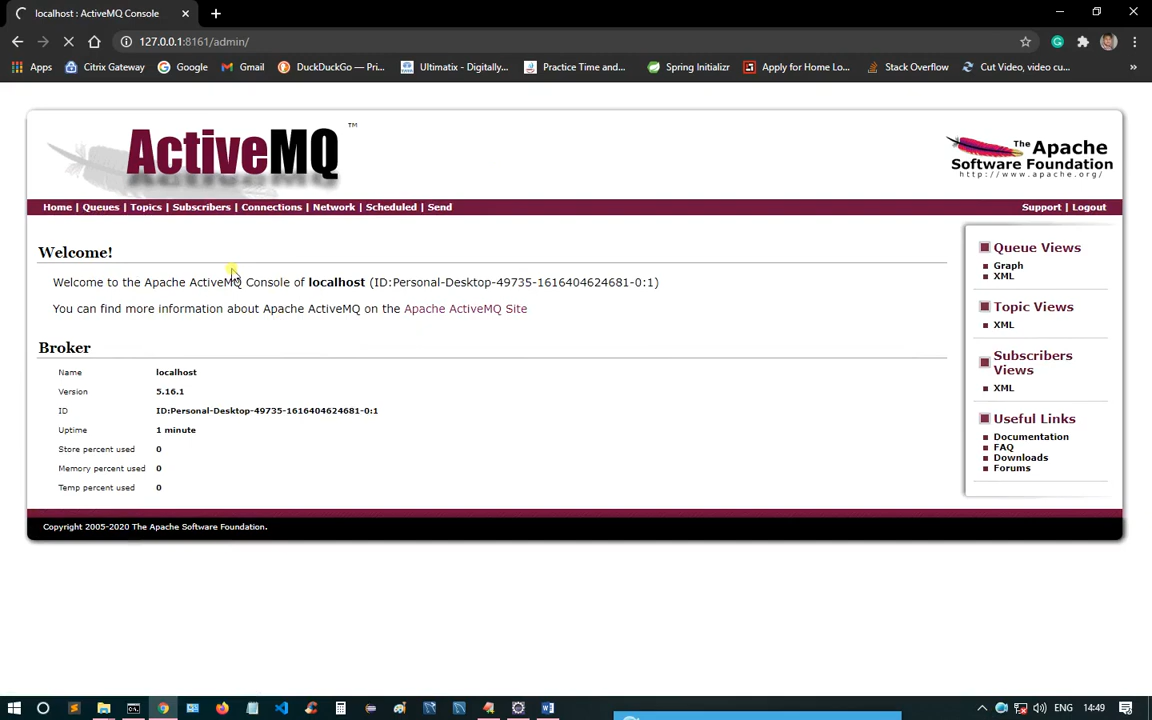 localhost : ActiveMQ Console
127.0.0.1:8161/admin/
Apps Citrix Gateway Google Gmail DuckDuckGo — Pri... Ultimatix - Digitally... Practice Time and... Spring Initializr Apply for Home Lo... Stack Overflow Cut Video, video cu... »
ActiveMQ ™
The Apache
Software Foundation
http://www.apache.org/
Home | Queues | Topics | Subscribers | Connections | Network | Scheduled | Send
Support | Logout
Welcome!
Welcome to the Apache ActiveMQ Console of localhost (ID:Personal-Desktop-49735-1616404624681-0:1)
You can find more information about Apache ActiveMQ on the Apache ActiveMQ Site
Broker
Name localhost
Version 5.16.1
ID ID:Personal-Desktop-49735-1616404624681-0:1
Uptime 1 minute
Store percent used 0
Memory percent used 0
Temp percent used 0
Queue Views
Graph
XML
Topic Views
XML
Subscribers
Views
XML
Useful Links
Documentation
FAQ
Downloads
Forums
Copyright 2005-2020 The Apache Software Foundation.
ENG 14:49